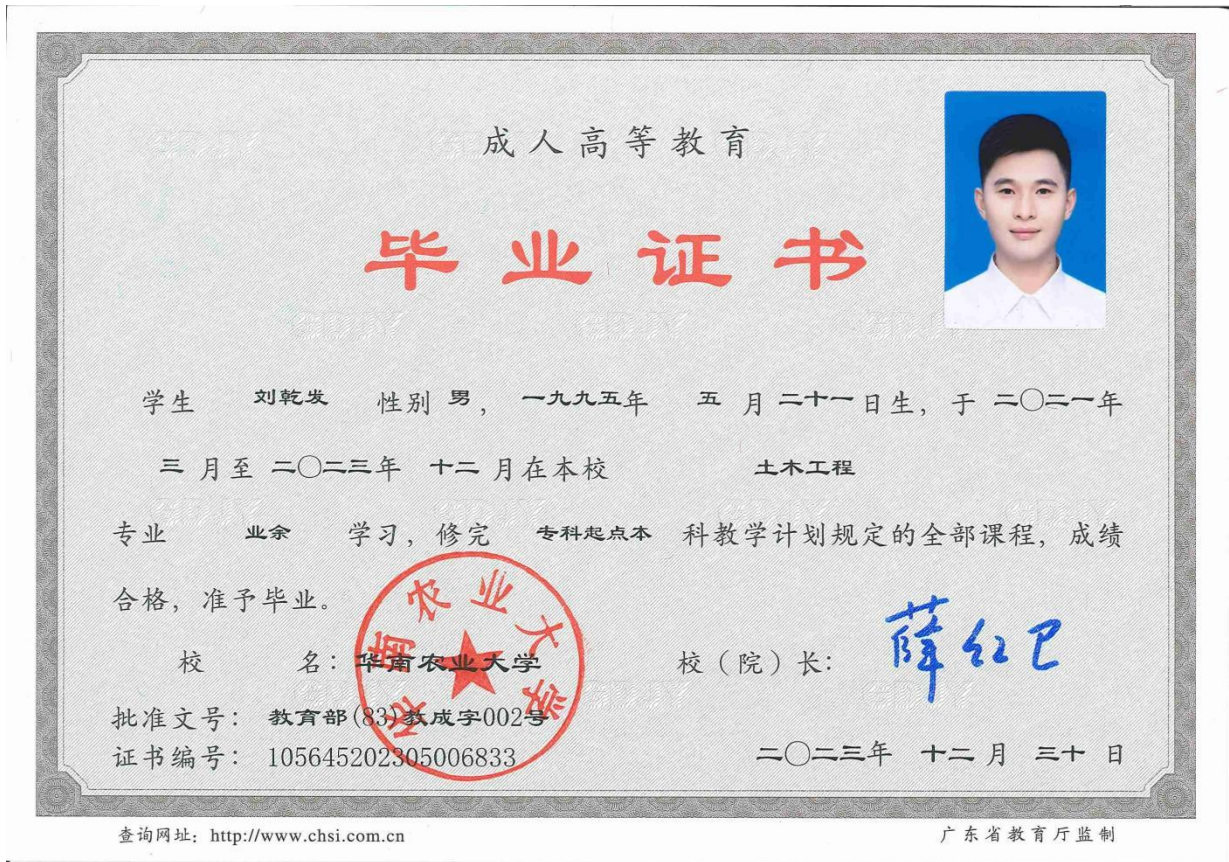 成人高等教育
毕业证书
学生 刘乾发 性别 男, 一九九五年 五 月 二十一 日生, 于 二〇二一年
三 月至 二〇二三年 十二 月在本校 土木工程
专业 业余 学习, 修完 专科起点本 科教学计划规定的全部课程, 成绩
合格, 准予毕业。
校 名: 华南农业大学 校(院)长: 薛红卫
华南农业大学
批准文号: 教育部(83)教成字002号
证书编号: 105645202305006833 二〇二三年 十二 月 三十 日
查询网址: http://www.chsi.com.cn 广东省教育厅监制